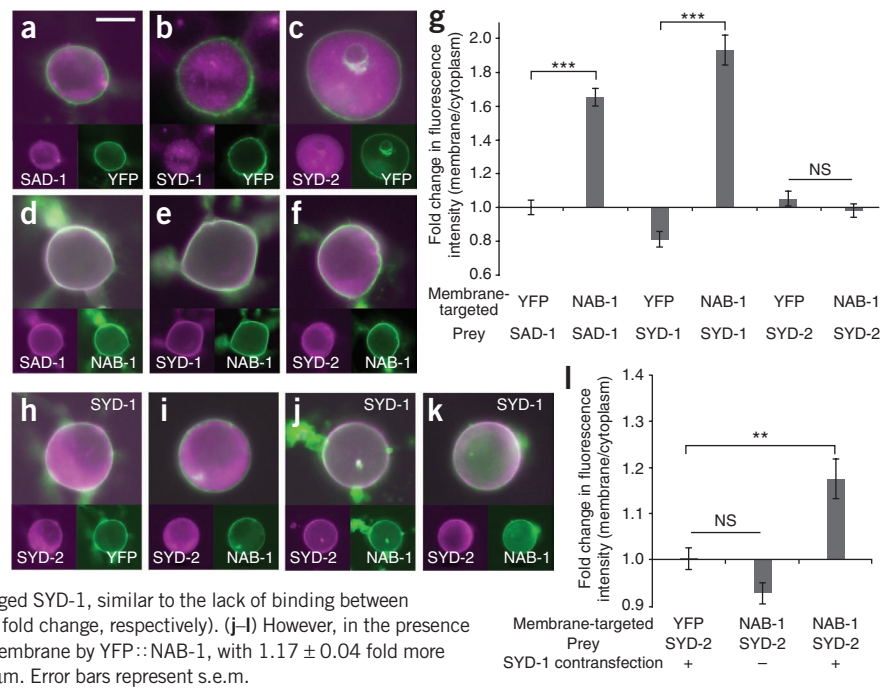 a
b
c
SAD-1
YFP
SYD-1
YFP
SYD-2
YFP
d
e
f
SAD-1
NAB-1
SYD-1
NAB-1
SYD-2
NAB-1
g
Fold change in fluorescence
intensity (membrane/cytoplasm)
2.0
1.8
1.6
1.4
1.2
1.0
0.8
0.6
***
***
NS
Membrane-
targeted
YFP NAB-1 YFP NAB-1 YFP NAB-1
Prey SAD-1 SAD-1 SYD-1 SYD-1 SYD-2 SYD-2
h
SYD-1
i
j
SYD-1
k
SYD-1
SYD-2
YFP
SYD-2
NAB-1
SYD-2
NAB-1
SYD-2
NAB-1
l
Fold change in fluorescence
intensity (membrane/cytoplasm)
1.4
1.3
1.2
1.1
1.0
0.9
**
NS
Membrane-targeted YFP NAB-1 NAB-1
Prey SYD-2 SYD-2 SYD-2
SYD-1 contransfection + – +
ged SYD-1, similar to the lack of binding between
fold change, respectively). (j–l) However, in the presence
embrane by YFP::NAB-1, with 1.17 ± 0.04 fold more
m. Error bars represent s.e.m.